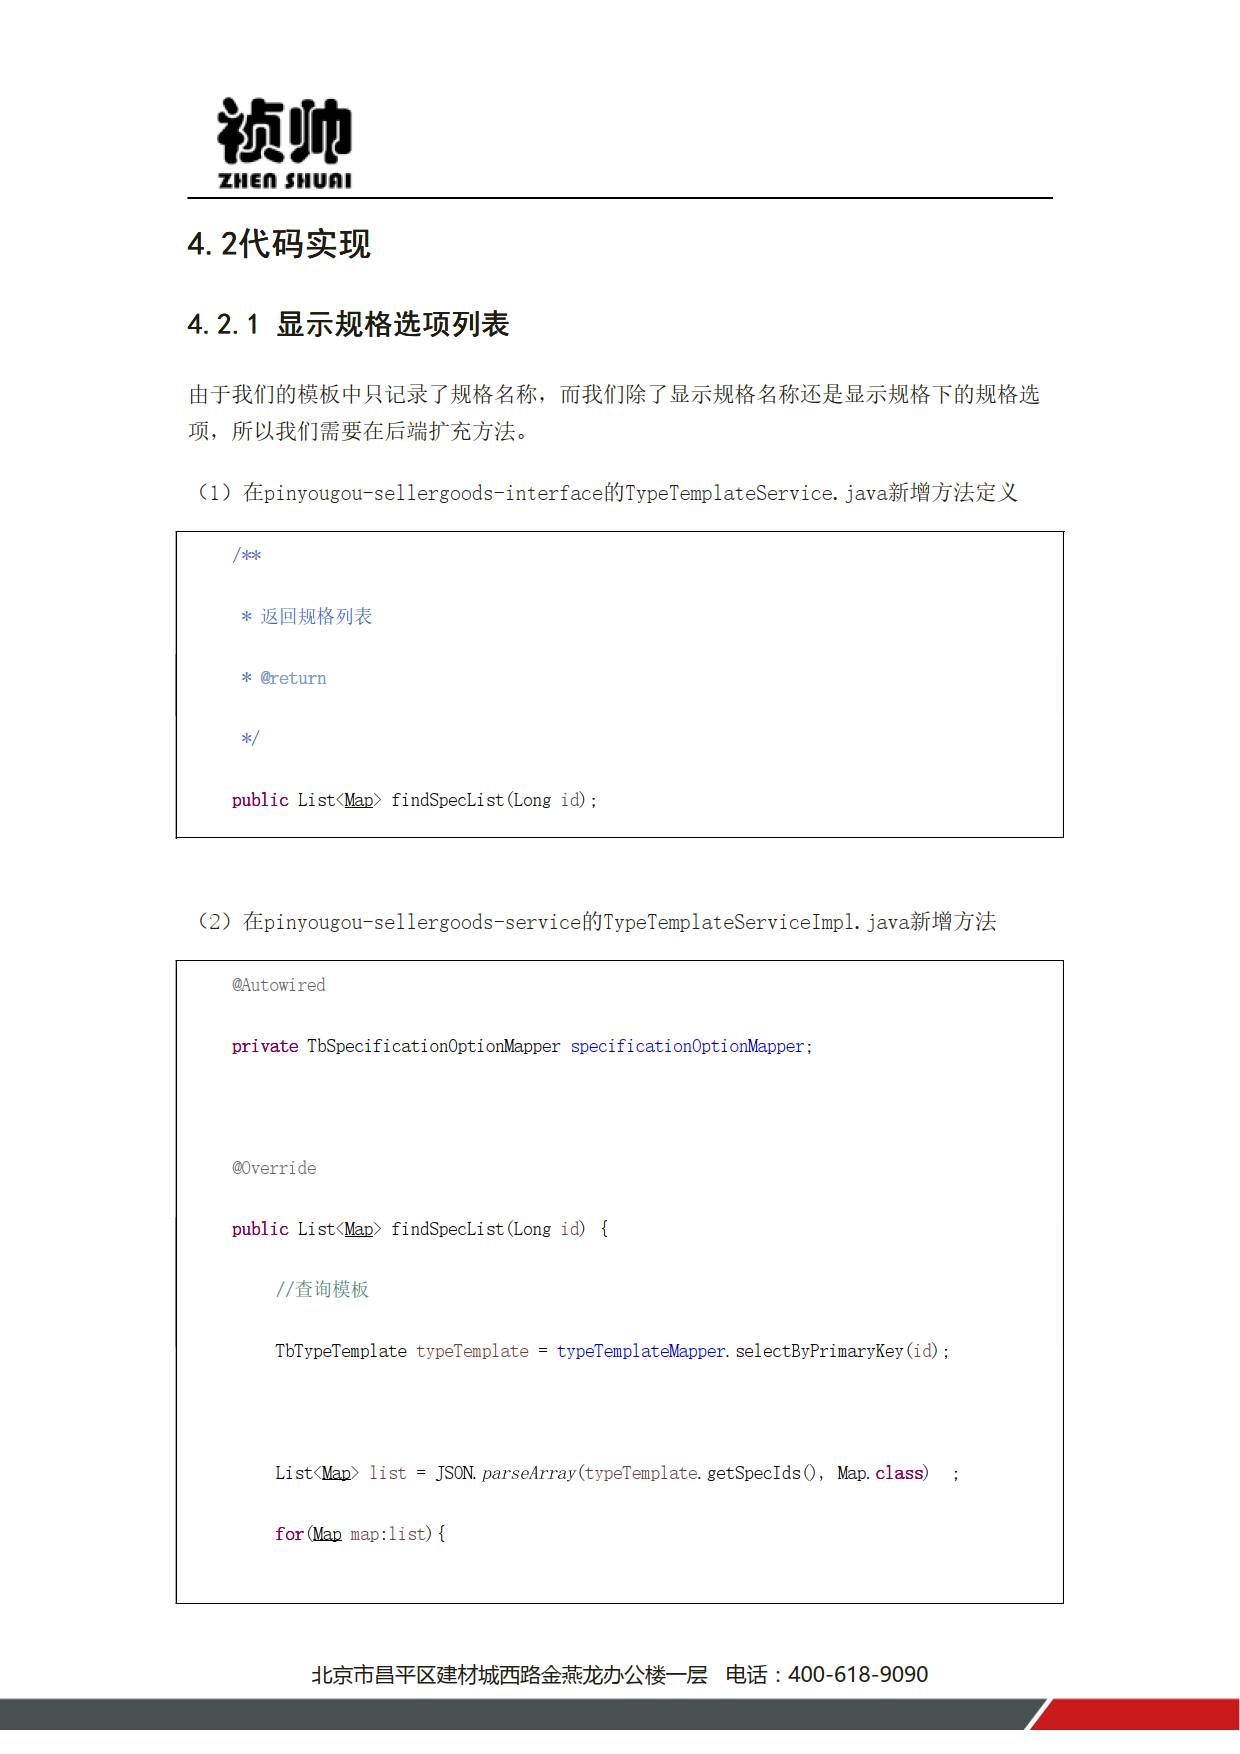 祯帅
ZHEN SHUAI
4.2代码实现
4.2.1 显示规格选项列表
由于我们的模板中只记录了规格名称，而我们除了显示规格名称还是显示规格下的规格选
项，所以我们需要在后端扩充方法。
（1）在pinyougou-sellergoods-interface的TypeTemplateService.java新增方法定义
/**
* 返回规格列表
* @return
*/
public List<Map> findSpecList(Long id);
（2）在pinyougou-sellergoods-service的TypeTemplateServiceImpl.java新增方法
@Autowired
private TbSpecificationOptionMapper specificationOptionMapper;
@Override
public List<Map> findSpecList(Long id) {
//查询模板
TbTypeTemplate typeTemplate = typeTemplateMapper.selectByPrimaryKey(id);
List<Map> list = JSON.parseArray(typeTemplate.getSpecIds(), Map.class)  ;
for(Map map:list){
北京市昌平区建材城西路金燕龙办公楼一层 电话：400-618-9090